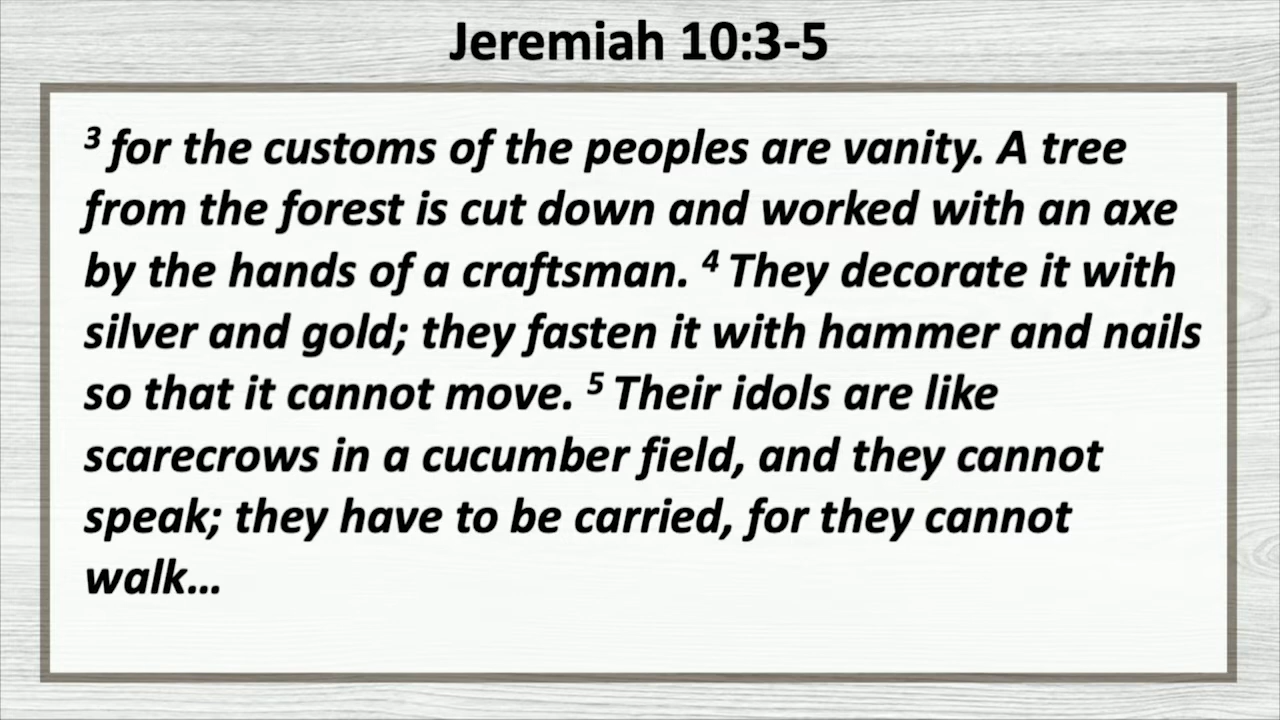 Jeremiah 10:3-5
3 for the customs of the peoples are vanity. A tree
from the forest is cut down and worked with an axe
by the hands of a craftsman. 4 They decorate it with
silver and gold; they fasten it with hammer and nails
so that it cannot move. 5 Their idols are like
scarecrows in a cucumber field, and they cannot
speak; they have to be carried, for they cannot
walk...